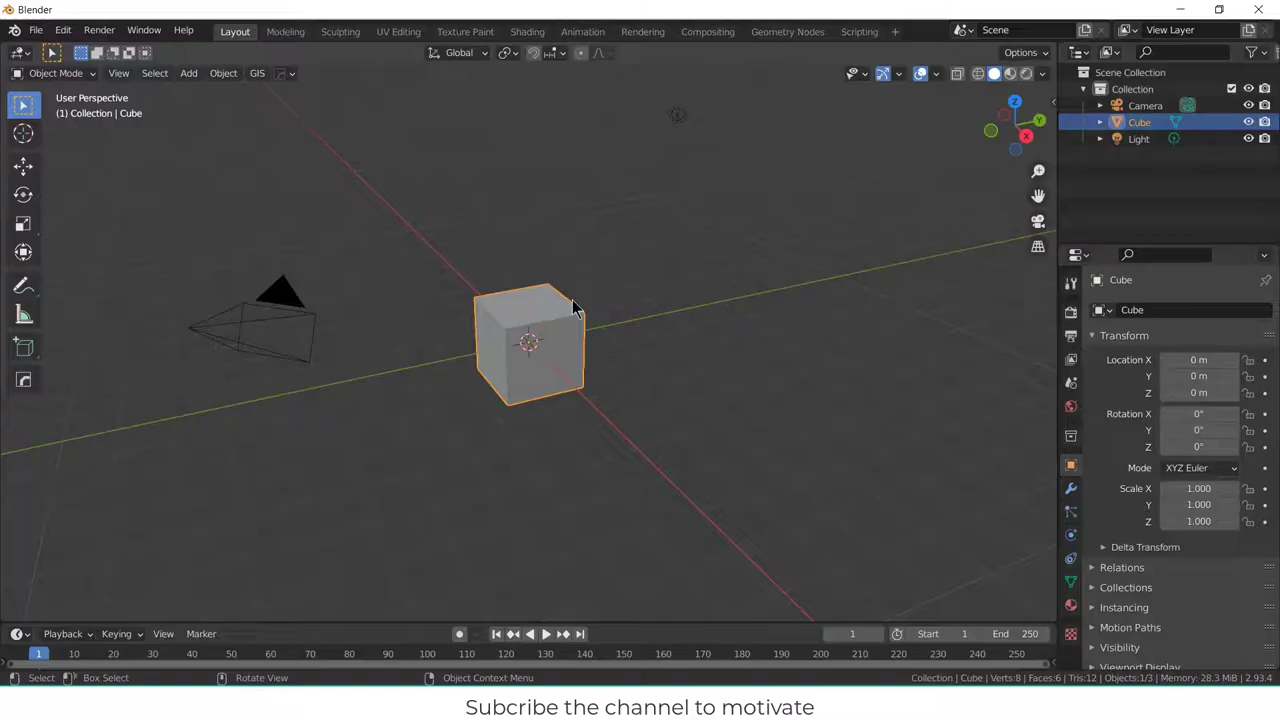 Blender
File Edit Render Window Help Layout Modeling Sculpting UV Editing Texture Paint Shading Animation Rendering Compositing Geometry Nodes Scripting Scene View Layer
Global Options
Object Mode View Select Add Object GIS
User Perspective
(1) Collection | Cube
Z
Y
X
Scene Collection
Collection
Camera
Cube
Light
Cube
Cube
Transform
Location X 0 m
Y 0 m
Z 0 m
Rotation X 0°
Y 0°
Z 0°
Mode XYZ Euler
Scale X 1.000
Y 1.000
Z 1.000
Delta Transform
Relations
Collections
Instancing
Motion Paths
Visibility
Viewport Display
Playback Keying View Marker 1 Start 1 End 250
1 10 20 30 40 50 60 70 80 90 100 110 120 130 140 150 160 170 180 190 200 210 220 230 240 250
Select Box Select Rotate View Object Context Menu Collection | Cube | Verts:8 | Faces:6 | Tris:12 | Objects:1/3 | Memory: 28.3 MiB | 2.93.4
Subcribe the channel to motivate